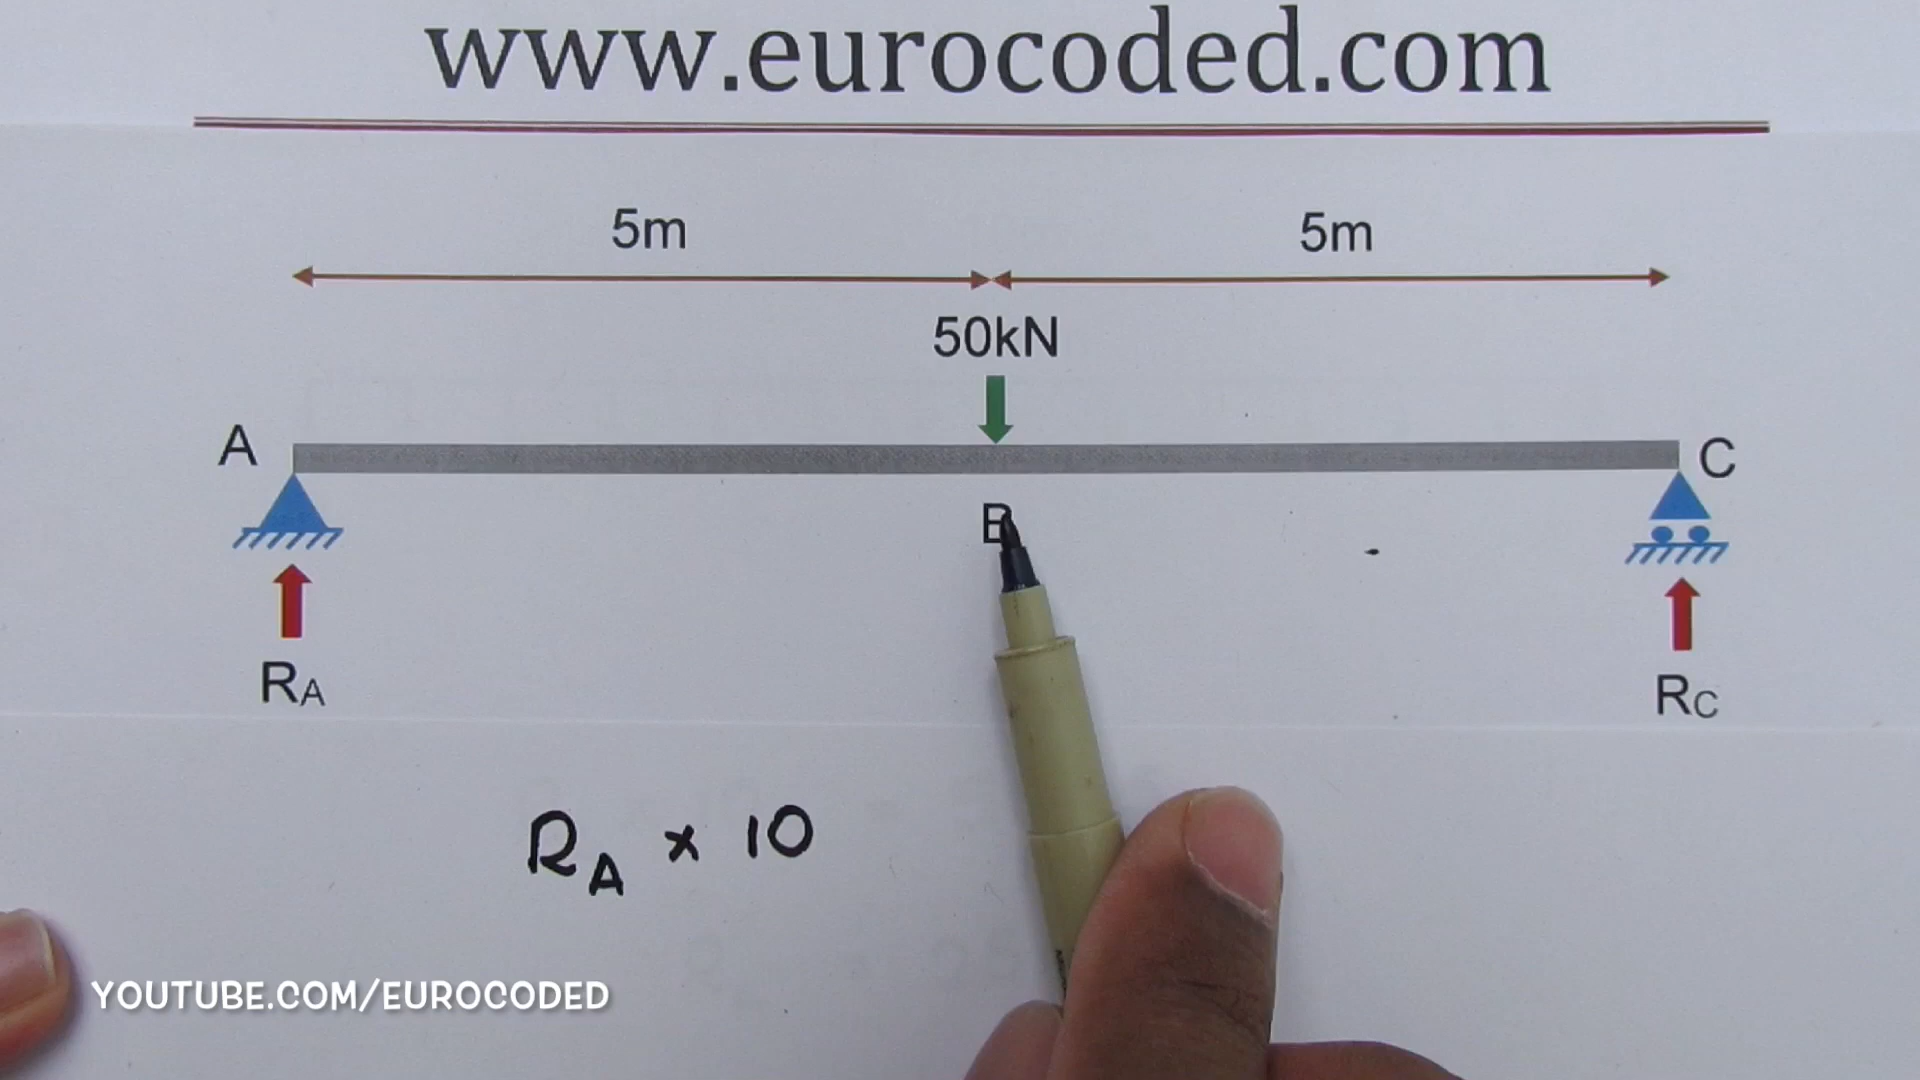 www.eurocoded.com
5m 5m
50kN
A C
B
RA RC
RA × 10
YOUTUBE.COM/EUROCODED